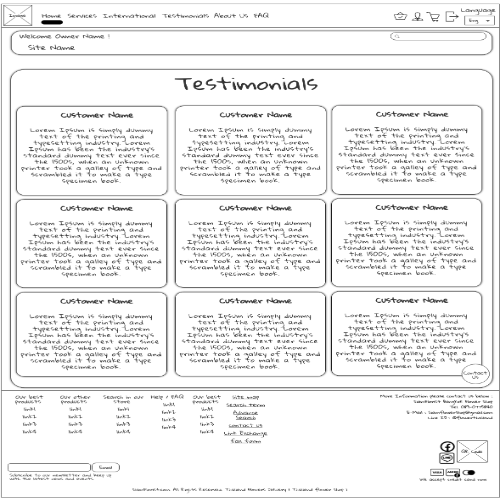 Home Services International Testimonials About Us FAQ
Language
Eng
Welcome Owner Name !
Site Name
Testimonials
Customer Name
Lorem Ipsum is simply dummy
text of the printing and
typesetting industry. Lorem
Ipsum has been the industry's
standard dummy text ever since
the 1500s, when an unknown
printer took a galley of type and
scrambled it to make a type
specimen book.
Customer Name
Lorem Ipsum is simply dummy
text of the printing and
typesetting industry. Lorem
Ipsum has been the industry's
standard dummy text ever since
the 1500s, when an unknown
printer took a galley of type and
scrambled it to make a type
specimen book.
Customer Name
Lorem Ipsum is simply dummy
text of the printing and
typesetting industry. Lorem
Ipsum has been the industry's
standard dummy text ever since
the 1500s, when an unknown
printer took a galley of type and
scrambled it to make a type
specimen book.
Customer Name
Lorem Ipsum is simply dummy
text of the printing and
typesetting industry. Lorem
Ipsum has been the industry's
standard dummy text ever since
the 1500s, when an unknown
printer took a galley of type and
scrambled it to make a type
specimen book.
Customer Name
Lorem Ipsum is simply dummy
text of the printing and
typesetting industry. Lorem
Ipsum has been the industry's
standard dummy text ever since
the 1500s, when an unknown
printer took a galley of type and
scrambled it to make a type
specimen book.
Customer Name
Lorem Ipsum is simply dummy
text of the printing and
typesetting industry. Lorem
Ipsum has been the industry's
standard dummy text ever since
the 1500s, when an unknown
printer took a galley of type and
scrambled it to make a type
specimen book.
Customer Name
Lorem Ipsum is simply dummy
text of the printing and
typesetting industry. Lorem
Ipsum has been the industry's
standard dummy text ever since
the 1500s, when an unknown
printer took a galley of type and
scrambled it to make a type
specimen book.
Customer Name
Lorem Ipsum is simply dummy
text of the printing and
typesetting industry. Lorem
Ipsum has been the industry's
standard dummy text ever since
the 1500s, when an unknown
printer took a galley of type and
scrambled it to make a type
specimen book.
Customer Name
Lorem Ipsum is simply dummy
text of the printing and
typesetting industry. Lorem
Ipsum has been the industry's
standard dummy text ever since
the 1500s, when an unknown
printer took a galley of type and
scrambled it to make a type
specimen book.
Contact
us
Our best
products
link1
link2
link3
link4
Our other
products
link1
link2
link3
link4
Search in our
store
link1
link2
link3
link4
Help / FAQ
link1
link2
link3
link4
Our best
products
link1
link2
link3
link4
Site map
Search Term
Advance
Search
Contact Us
Link Exchange
Fax form
More Information please contact us below :
QR Code
We accept credit card now
Send
Subscribe to our newsletter and keep up
with the latest news and events